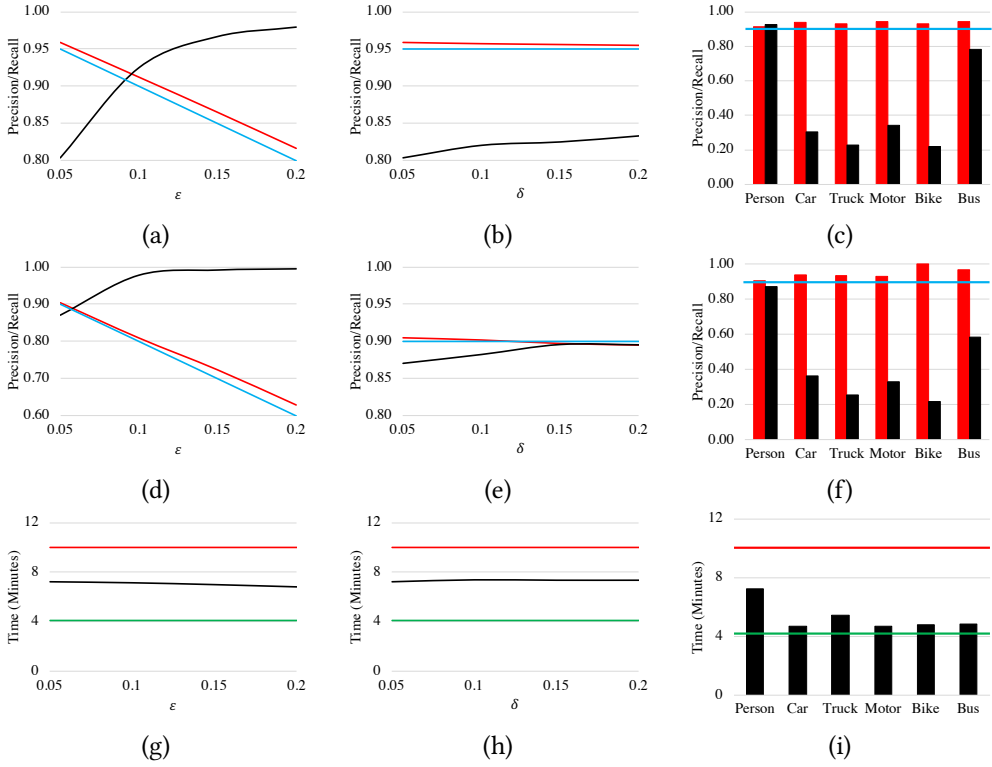 Precision/Recall
1.00
0.95
0.90
0.85
0.80
0.05 0.1 0.15 0.2
ε
(a)
Precision/Recall
1.00
0.95
0.90
0.85
0.80
0.05 0.1 0.15 0.2
δ
(b)
Precision/Recall
1.00
0.80
0.60
0.40
0.20
0.00
Person Car Truck Motor Bike Bus
(c)
Precision/Recall
1.00
0.90
0.80
0.70
0.60
0.05 0.1 0.15 0.2
ε
(d)
Precision/Recall
1.00
0.95
0.90
0.85
0.80
0.05 0.1 0.15 0.2
δ
(e)
Precision/Recall
1.00
0.80
0.60
0.40
0.20
0.00
Person Car Truck Motor Bike Bus
(f)
Time (Minutes)
12
8
4
0
0.05 0.1 0.15 0.2
ε
(g)
Time (Minutes)
12
8
4
0
0.05 0.1 0.15 0.2
δ
(h)
Time (Minutes)
12
8
4
0
Person Car Truck Motor Bike Bus
(i)